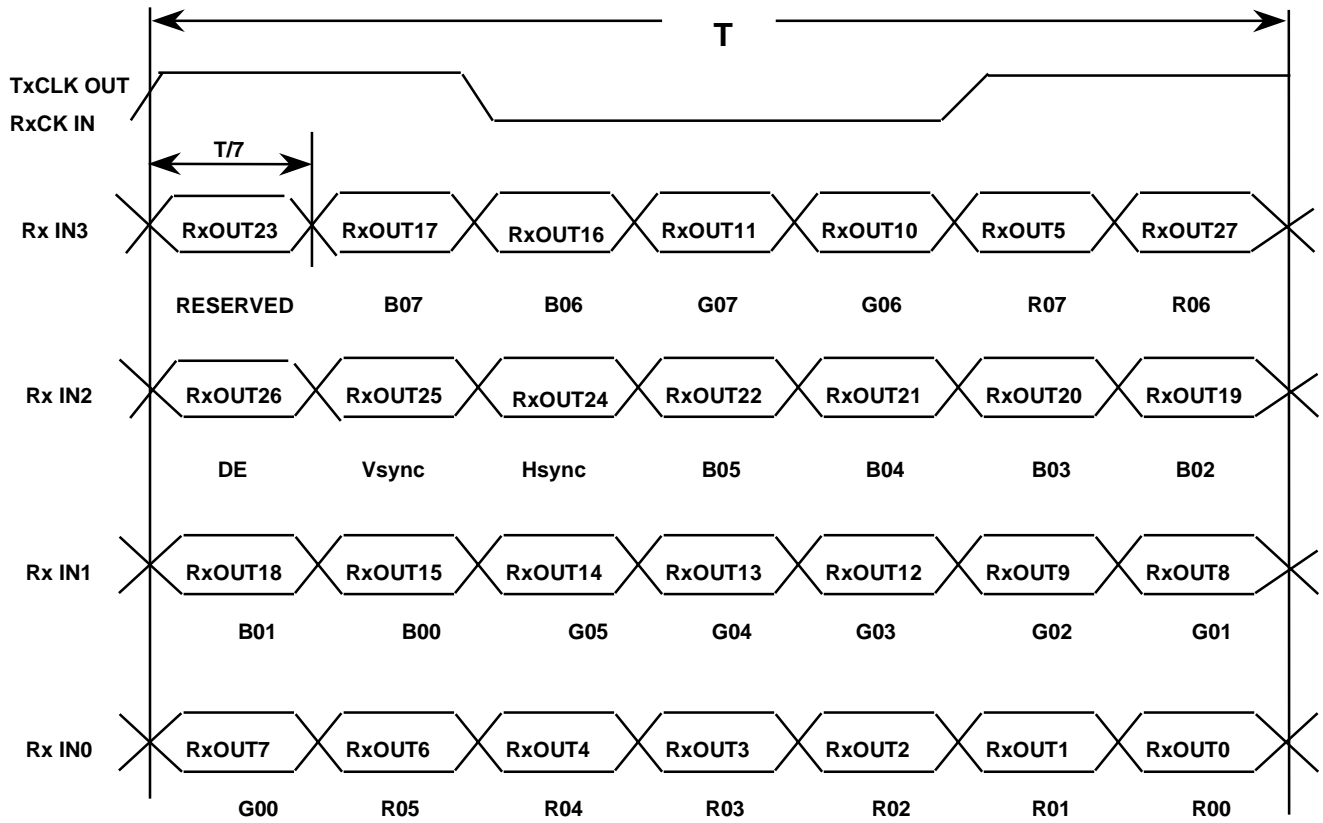 T
TxCLK OUT
RxCK IN
T/7
Rx IN3 RxOUT23 RxOUT17 RxOUT16 RxOUT11 RxOUT10 RxOUT5 RxOUT27
RESERVED B07 B06 G07 G06 R07 R06
Rx IN2 RxOUT26 RxOUT25 RxOUT24 RxOUT22 RxOUT21 RxOUT20 RxOUT19
DE Vsync Hsync B05 B04 B03 B02
Rx IN1 RxOUT18 RxOUT15 RxOUT14 RxOUT13 RxOUT12 RxOUT9 RxOUT8
B01 B00 G05 G04 G03 G02 G01
Rx IN0 RxOUT7 RxOUT6 RxOUT4 RxOUT3 RxOUT2 RxOUT1 RxOUT0
G00 R05 R04 R03 R02 R01 R00